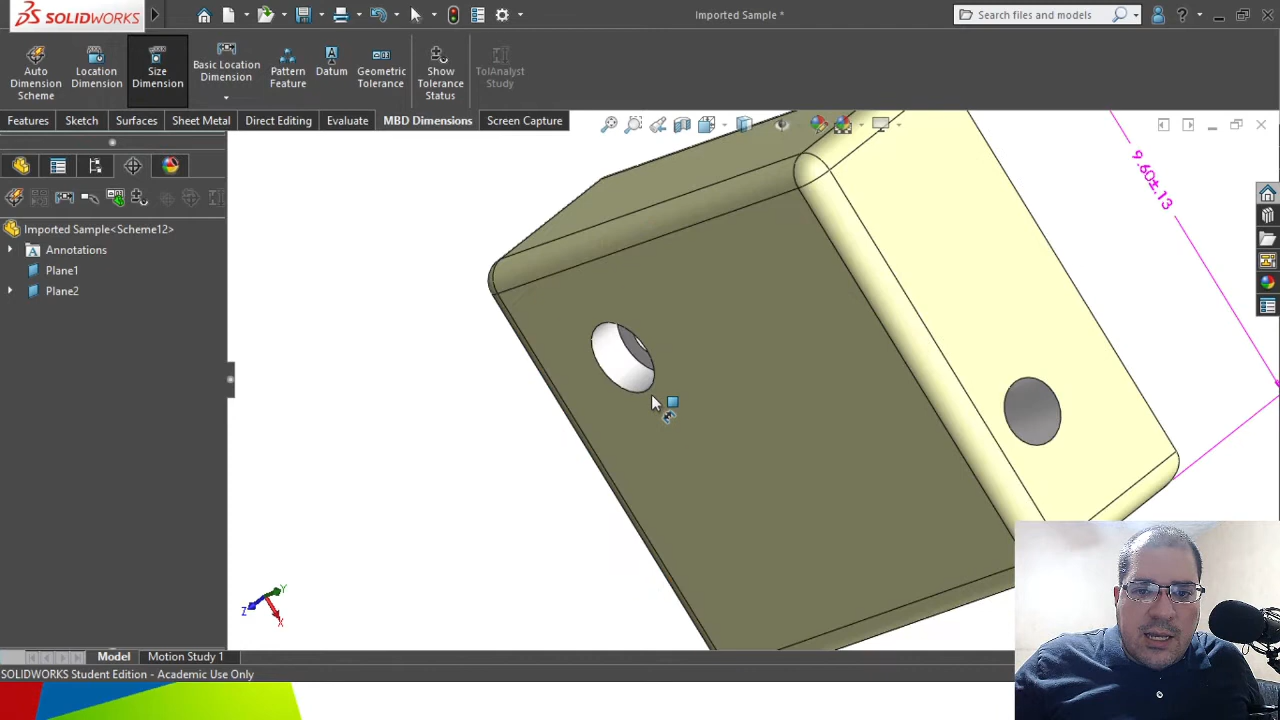 SOLIDWORKS
Imported Sample *
Search files and models
Auto Dimension Scheme
Location Dimension
Size Dimension
Basic Location Dimension
Pattern Feature
Datum
Geometric Tolerance
Show Tolerance Status
TolAnalyst Study
Features
Sketch
Surfaces
Sheet Metal
Direct Editing
Evaluate
MBD Dimensions
Screen Capture
9.60±.13
Imported Sample<Scheme12>
Annotations
Plane1
Plane2
Y
Z
X
Model
Motion Study 1
SOLIDWORKS Student Edition - Academic Use Only